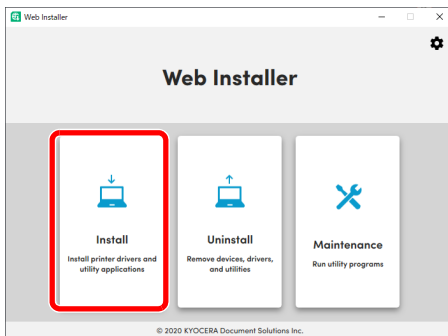 Web Installer
Web Installer
Install
Install printer drivers and
utility applications
Uninstall
Remove devices, drivers,
and utilities
Maintenance
Run utility programs
© 2020 KYOCERA Document Solutions Inc.